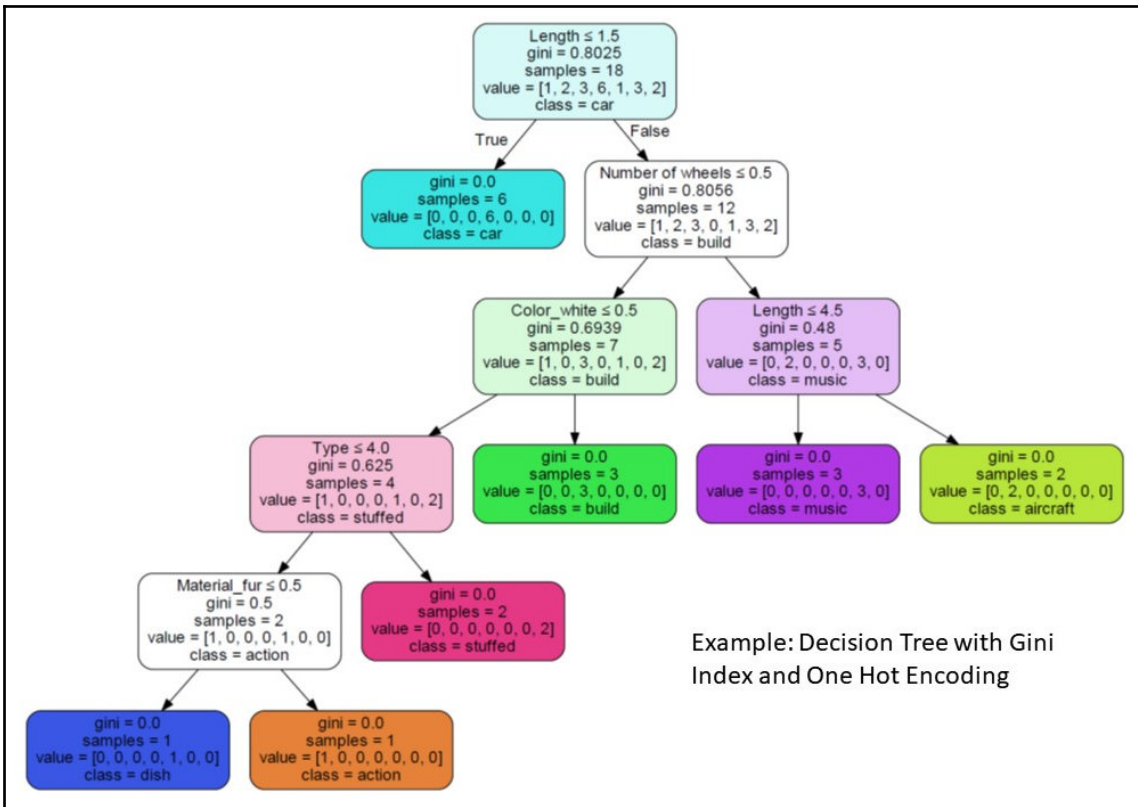 Length ≤ 1.5
gini = 0.8025
samples = 18
value = [1, 2, 3, 6, 1, 3, 2]
class = car
True
False
gini = 0.0
samples = 6
value = [0, 0, 0, 6, 0, 0, 0]
class = car
Number of wheels ≤ 0.5
gini = 0.8056
samples = 12
value = [1, 2, 3, 0, 1, 3, 2]
class = build
Color_white ≤ 0.5
gini = 0.6939
samples = 7
value = [1, 0, 3, 0, 1, 0, 2]
class = build
Length ≤ 4.5
gini = 0.48
samples = 5
value = [0, 2, 0, 0, 0, 3, 0]
class = music
Type ≤ 4.0
gini = 0.625
samples = 4
value = [1, 0, 0, 0, 1, 0, 2]
class = stuffed
gini = 0.0
samples = 3
value = [0, 0, 3, 0, 0, 0, 0]
class = build
gini = 0.0
samples = 3
value = [0, 0, 0, 0, 0, 3, 0]
class = music
gini = 0.0
samples = 2
value = [0, 2, 0, 0, 0, 0, 0]
class = aircraft
Material_fur ≤ 0.5
gini = 0.5
samples = 2
value = [1, 0, 0, 0, 1, 0, 0]
class = action
gini = 0.0
samples = 2
value = [0, 0, 0, 0, 0, 0, 2]
class = stuffed
Example: Decision Tree with Gini
Index and One Hot Encoding
gini = 0.0
samples = 1
value = [0, 0, 0, 0, 1, 0, 0]
class = dish
gini = 0.0
samples = 1
value = [1, 0, 0, 0, 0, 0, 0]
class = action